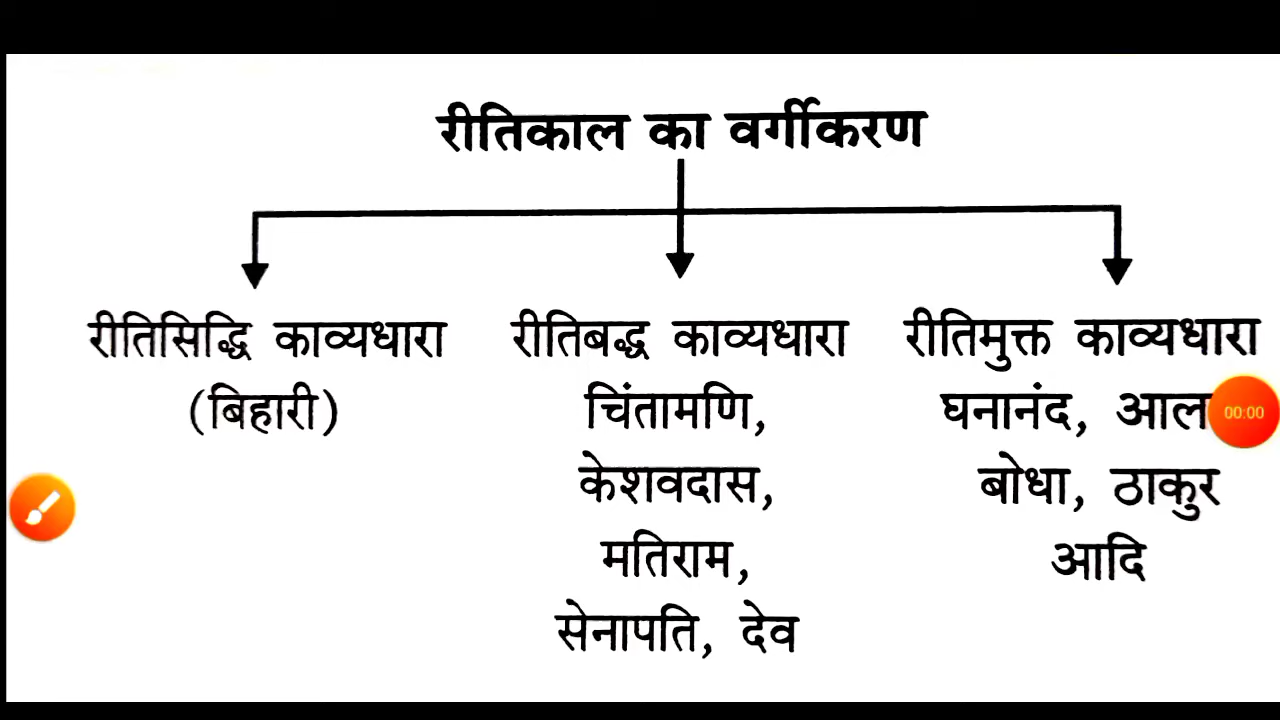 रीतिकाल का वर्गीकरण
रीतिसिद्धि काव्यधारा
(बिहारी)
रीतिबद्ध काव्यधारा
चिंतामणि,
केशवदास,
मतिराम,
सेनापति, देव
रीतिमुक्त काव्यधारा
घनानंद,
बोधा, ठाकुर
आदि
00:00